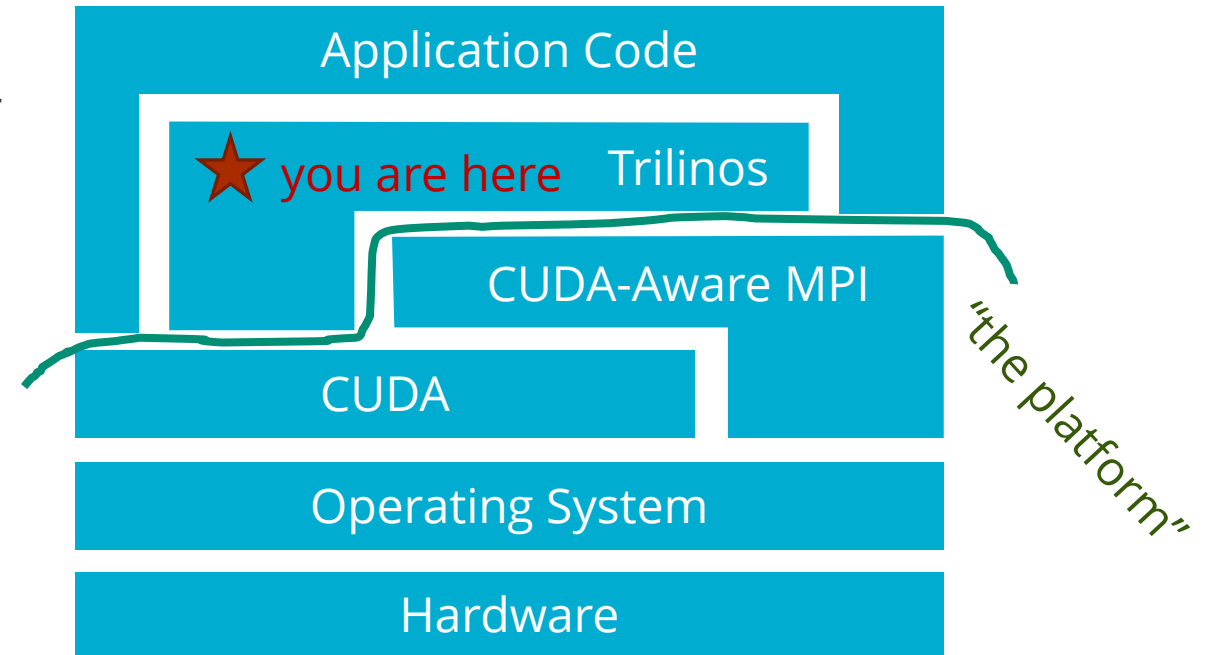 Application Code
you are here
Trilinos
CUDA-Aware MPI
"the platform"
CUDA
Operating System
Hardware